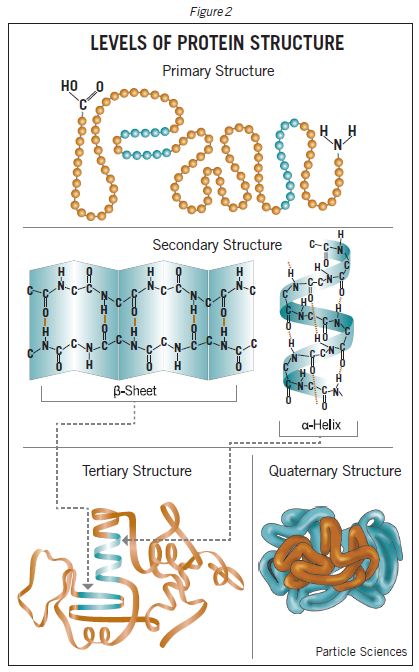 Figure 2
LEVELS OF PROTEIN STRUCTURE
Primary Structure
HO
O
C
H
H
N
Secondary Structure
β-Sheet
α-Helix
Tertiary Structure
Quaternary Structure
Particle Sciences